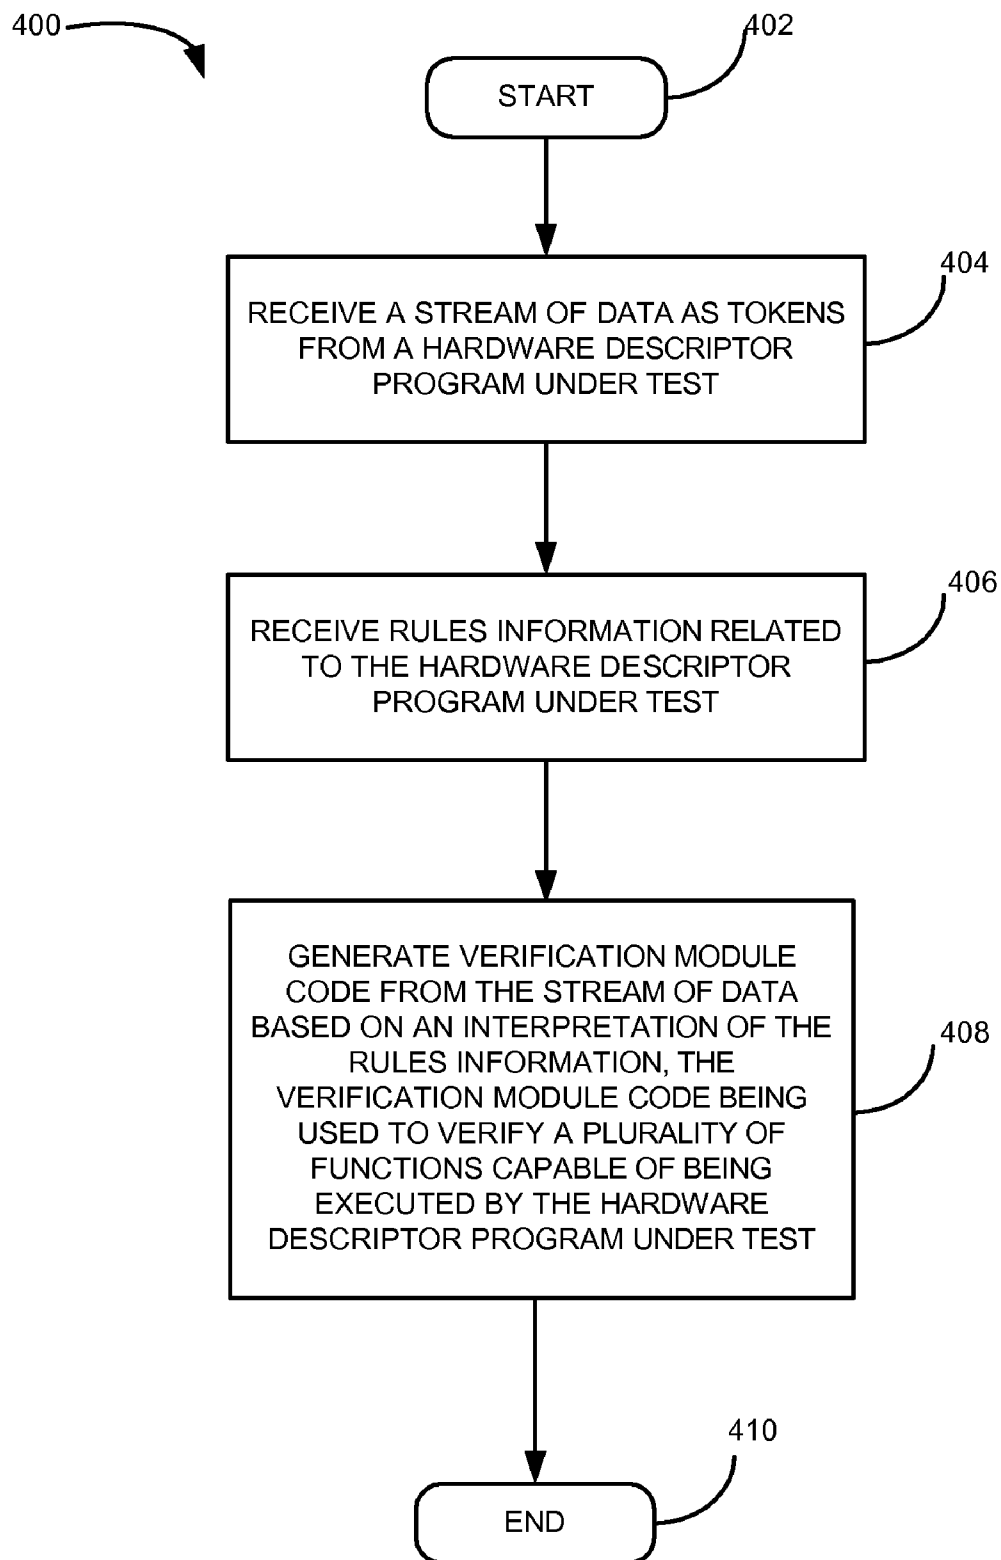 400
402
START
404
RECEIVE A STREAM OF DATA AS TOKENS
FROM A HARDWARE DESCRIPTOR
PROGRAM UNDER TEST
406
RECEIVE RULES INFORMATION RELATED
TO THE HARDWARE DESCRIPTOR
PROGRAM UNDER TEST
GENERATE VERIFICATION MODULE
CODE FROM THE STREAM OF DATA
BASED ON AN INTERPRETATION OF THE
RULES INFORMATION, THE
VERIFICATION MODULE CODE BEING
USED TO VERIFY A PLURALITY OF
FUNCTIONS CAPABLE OF BEING
EXECUTED BY THE HARDWARE
DESCRIPTOR PROGRAM UNDER TEST
408
410
END